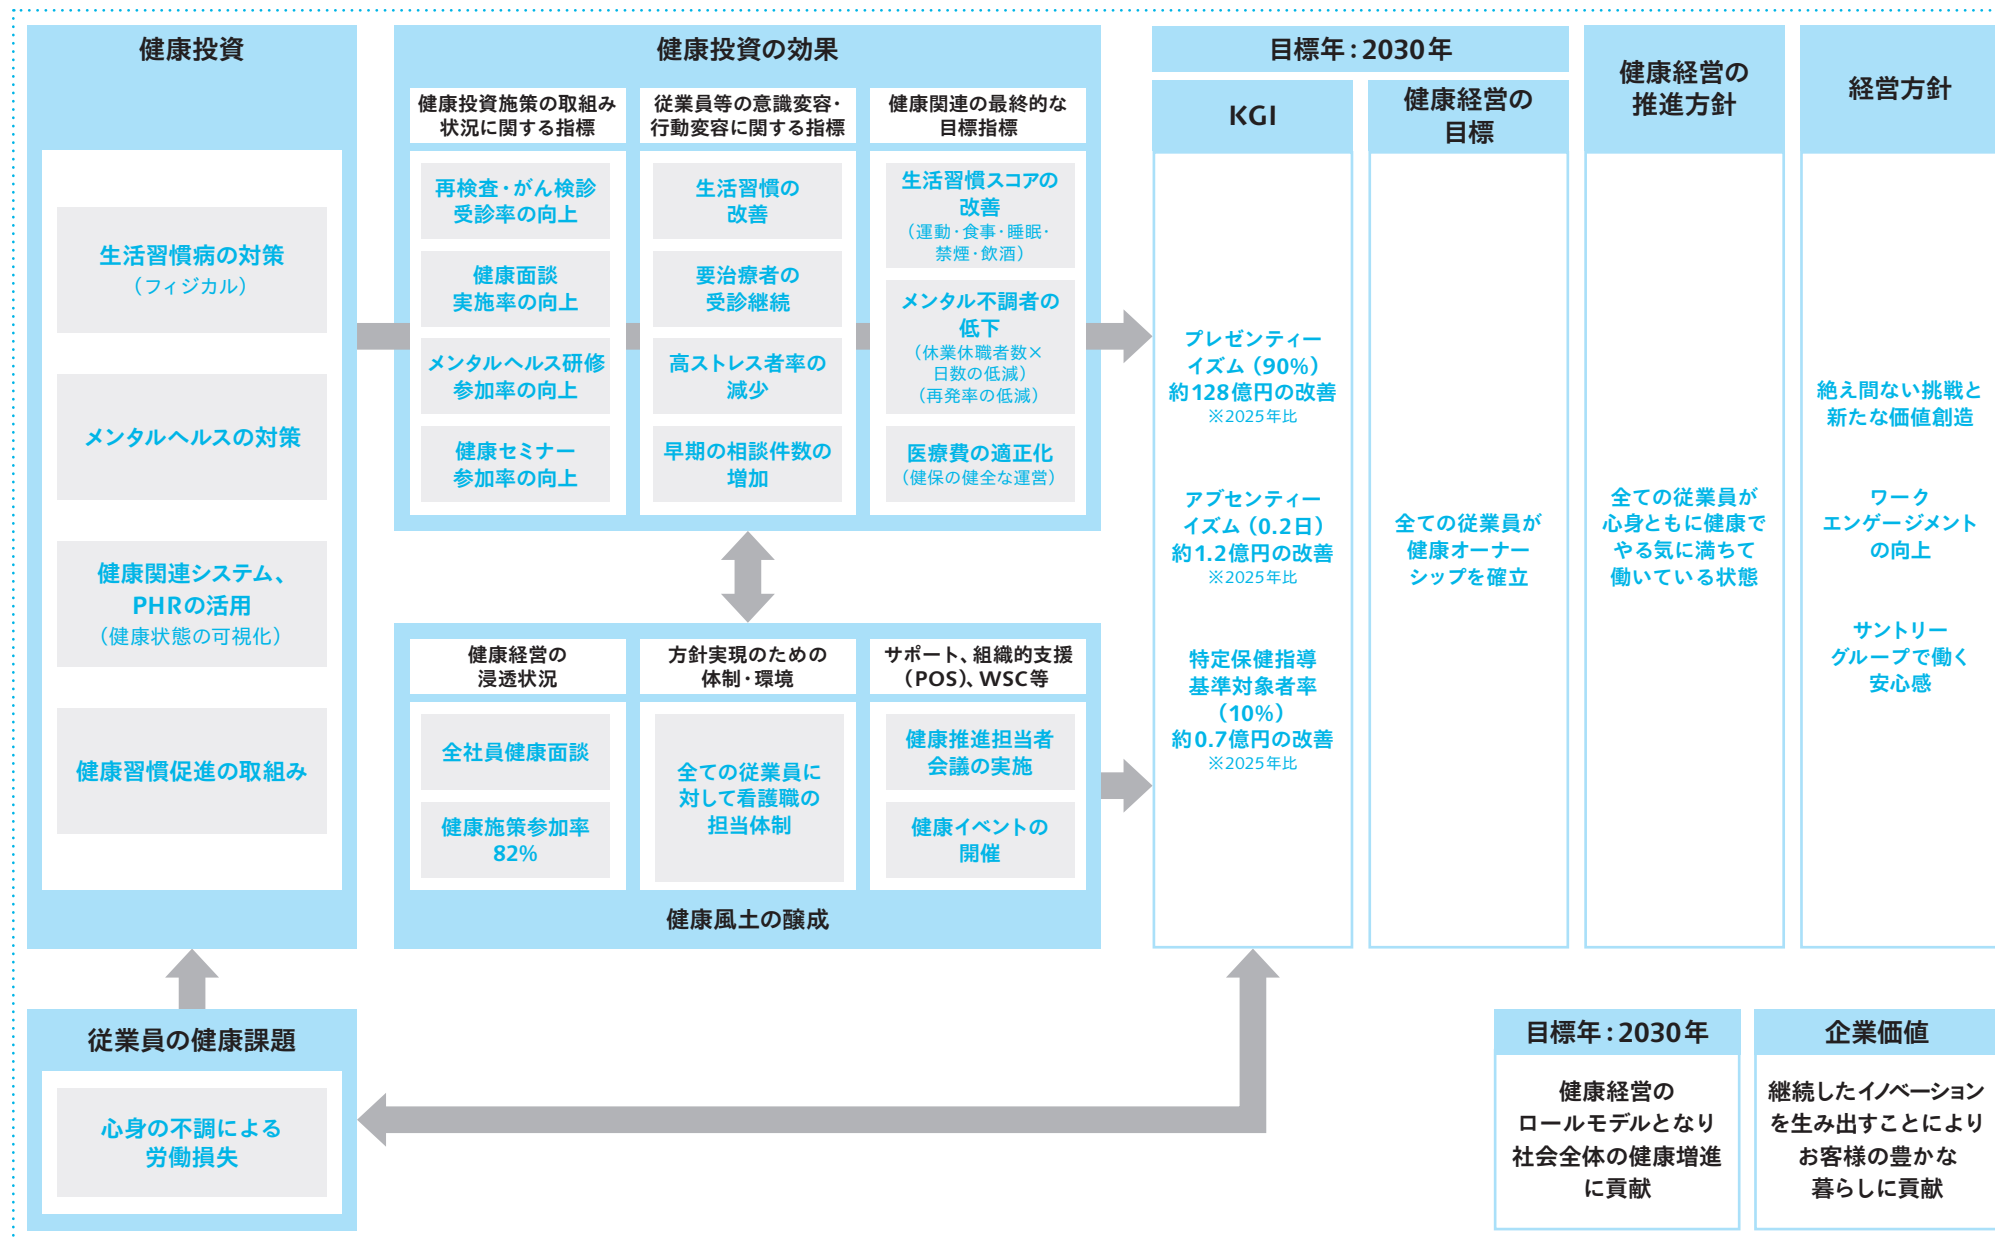 健康投資
生活習慣病の対策
（フィジカル）
メンタルヘルスの対策
健康関連システム、
PHRの活用
（健康状態の可視化）
健康習慣促進の取組み
健康投資の効果
健康投資施策の取組み
状況に関する指標
再検査・がん検診
受診率の向上
健康面談
実施率の向上
メンタルヘルス研修
参加率の向上
健康セミナー
参加率の向上
従業員等の意識変容・
行動変容に関する指標
生活習慣の
改善
要治療者の
受診継続
高ストレス者率の
減少
早期の相談件数の
増加
健康関連の最終的な
目標指標
生活習慣スコアの
改善
（運動・食事・睡眠・
禁煙・飲酒）
メンタル不調者の
低下
（休業休職者数×
日数の低減）
（再発率の低減）
医療費の適正化
（健保の健全な運営）
健康経営の
浸透状況
全社員健康面談
健康施策参加率
82%
方針実現のための
体制・環境
全ての従業員に
対して看護職の
担当体制
サポート、組織的支援
（POS）、WSC等
健康推進担当者
会議の実施
健康イベントの
開催
健康風土の醸成
目標年：2030年
KGI
プレゼンティー
イズム（90%）
約128億円の改善
※2025年比
アブセンティー
イズム（0.2日）
約1.2億円の改善
※2025年比
特定保健指導
基準対象者率
（10%）
約0.7億円の改善
※2025年比
健康経営の
目標
全ての従業員が
健康オーナー
シップを確立
健康経営の
推進方針
全ての従業員が
心身ともに健康で
やる気に満ちて
働いている状態
経営方針
絶え間ない挑戦と
新たな価値創造
ワーク
エンゲージメント
の向上
サントリー
グループで働く
安心感
従業員の健康課題
心身の不調による
労働損失
目標年：2030年
健康経営の
ロールモデルとなり
社会全体の健康増進
に貢献
企業価値
継続したイノベーション
を生み出すことにより
お客様の豊かな
暮らしに貢献